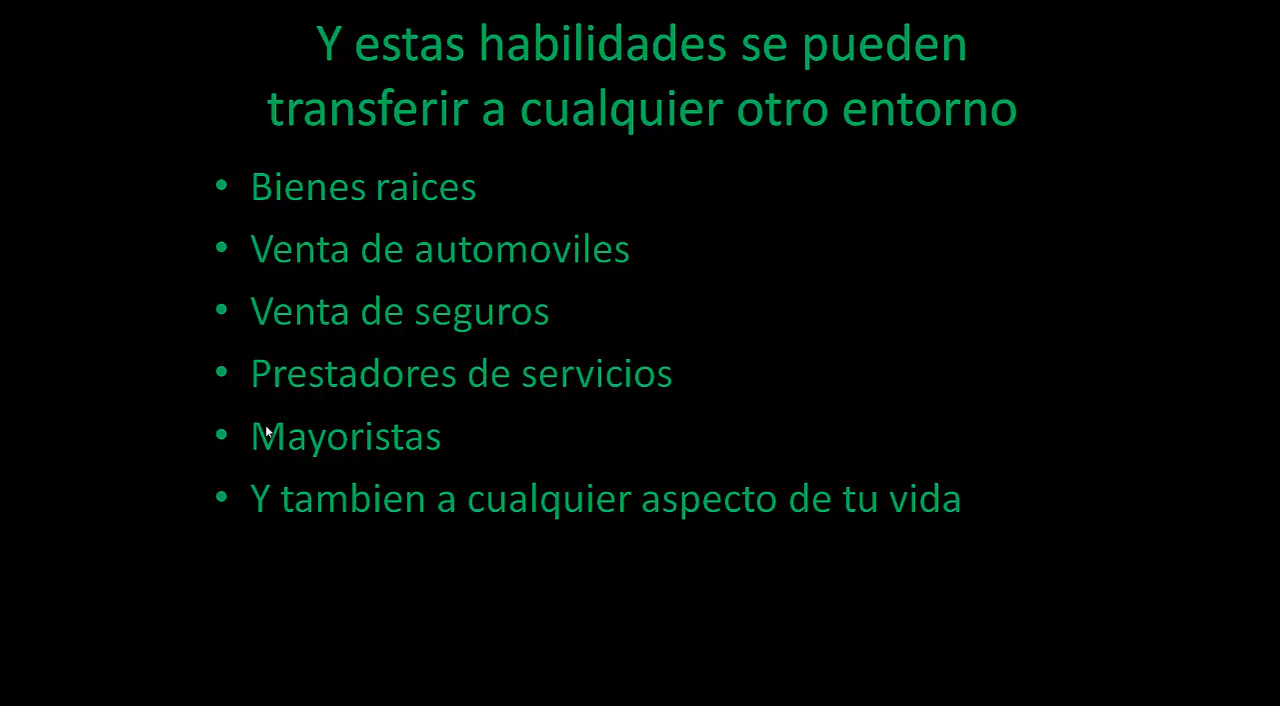 Y estas habilidades se pueden
transferir a cualquier otro entorno
• Bienes raices
• Venta de automoviles
• Venta de seguros
• Prestadores de servicios
• Mayoristas
• Y tambien a cualquier aspecto de tu vida